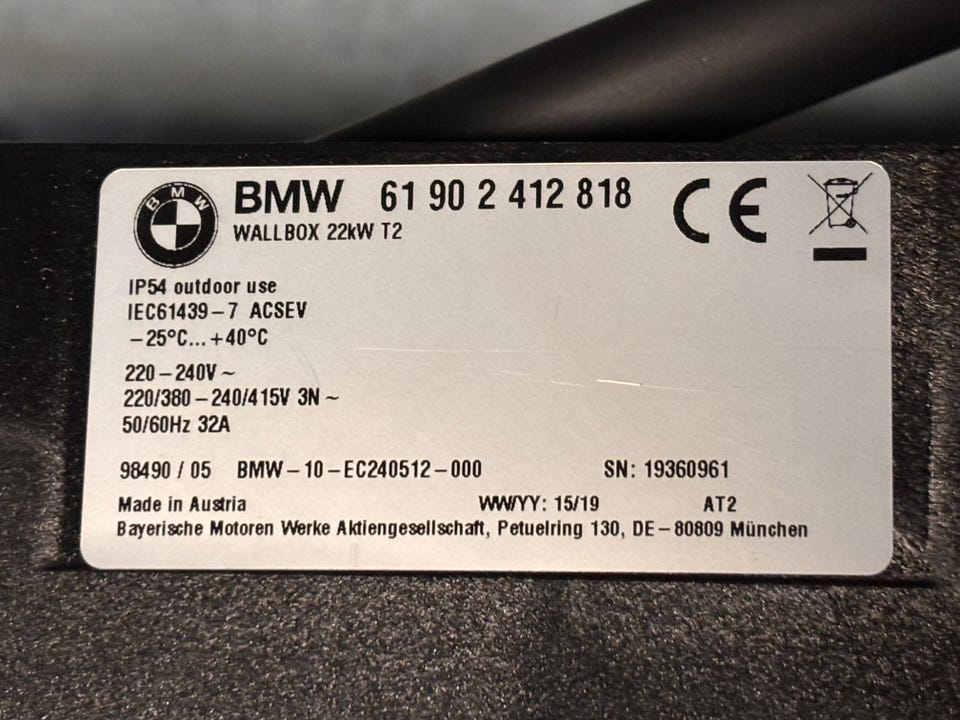 BMW
BMW 61 90 2 412 818
WALLBOX 22kW T2
CE
IP54 outdoor use
IEC61439-7 ACSEV
-25°C...+40°C
220-240V~
220/380-240/415V 3N~
50/60Hz 32A
98490 / 05 BMW-10-EC240512-000 SN: 19360961
Made in Austria WW/YY: 15/19 AT2
Bayerische Motoren Werke Aktiengesellschaft, Petuelring 130, DE-80809 München